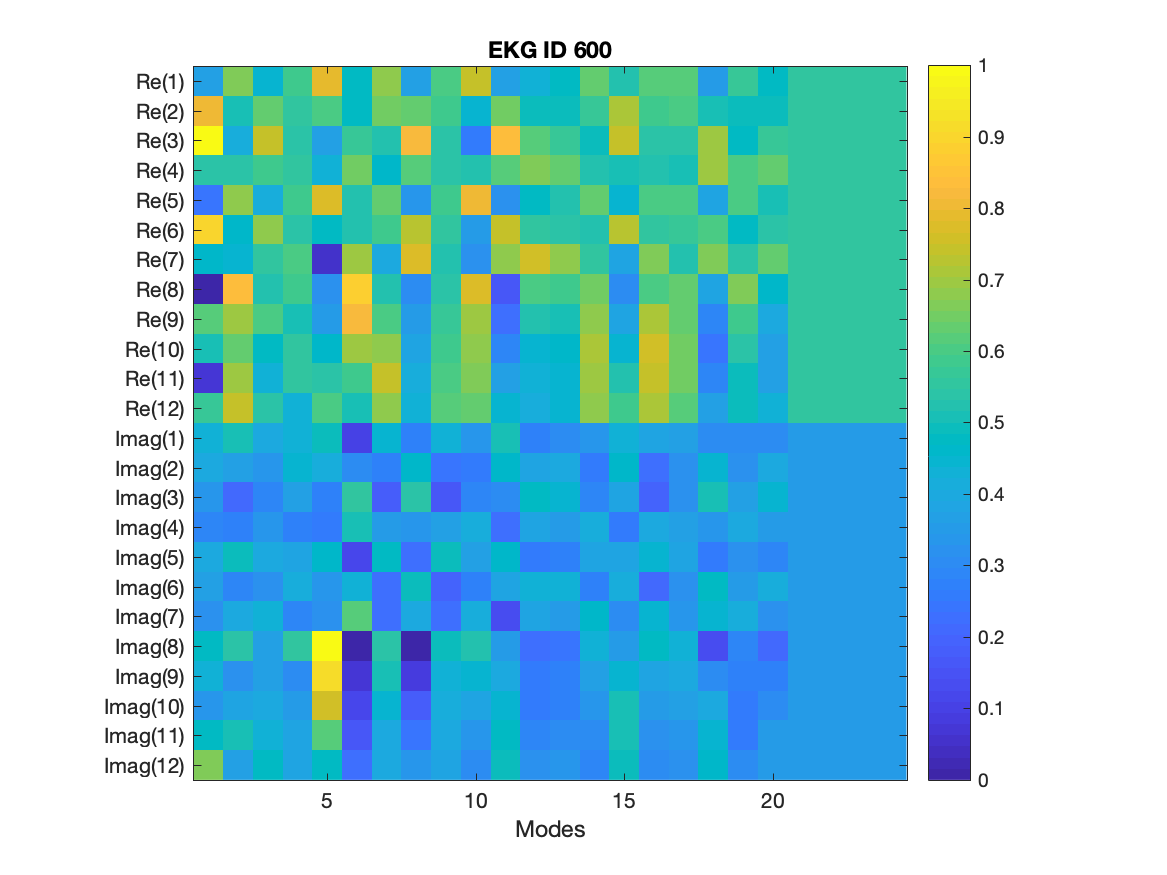 EKG ID 600
Re(1)
Re(2)
Re(3)
Re(4)
Re(5)
Re(6)
Re(7)
Re(8)
Re(9)
Re(10)
Re(11)
Re(12)
Imag(1)
Imag(2)
Imag(3)
Imag(4)
Imag(5)
Imag(6)
Imag(7)
Imag(8)
Imag(9)
Imag(10)
Imag(11)
Imag(12)
5 10 15 20
Modes
1
0.9
0.8
0.7
0.6
0.5
0.4
0.3
0.2
0.1
0